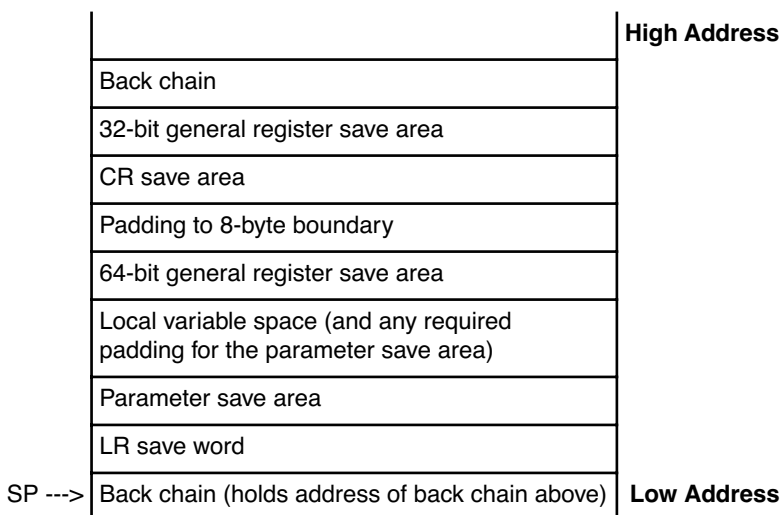 High Address
Back chain
32-bit general register save area
CR save area
Padding to 8-byte boundary
64-bit general register save area
Local variable space (and any required
padding for the parameter save area)
Parameter save area
LR save word
SP ---> Back chain (holds address of back chain above) Low Address